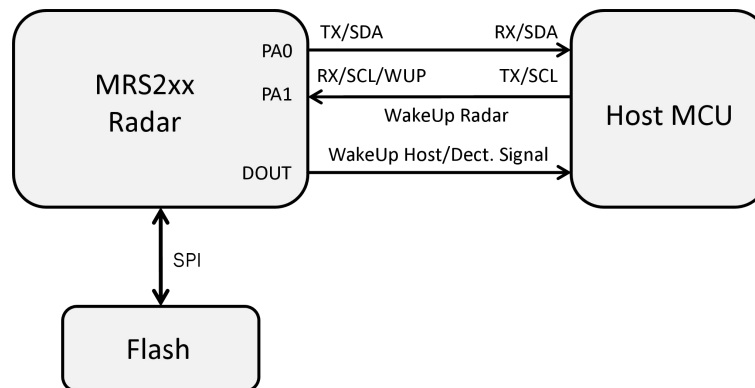 TX/SDA
RX/SDA
PA0
MRS2xx
Radar
RX/SCL/WUP
TX/SCL
PA1
WakeUp Radar
Host MCU
WakeUp Host/Dect. Signal
DOUT
SPI
Flash